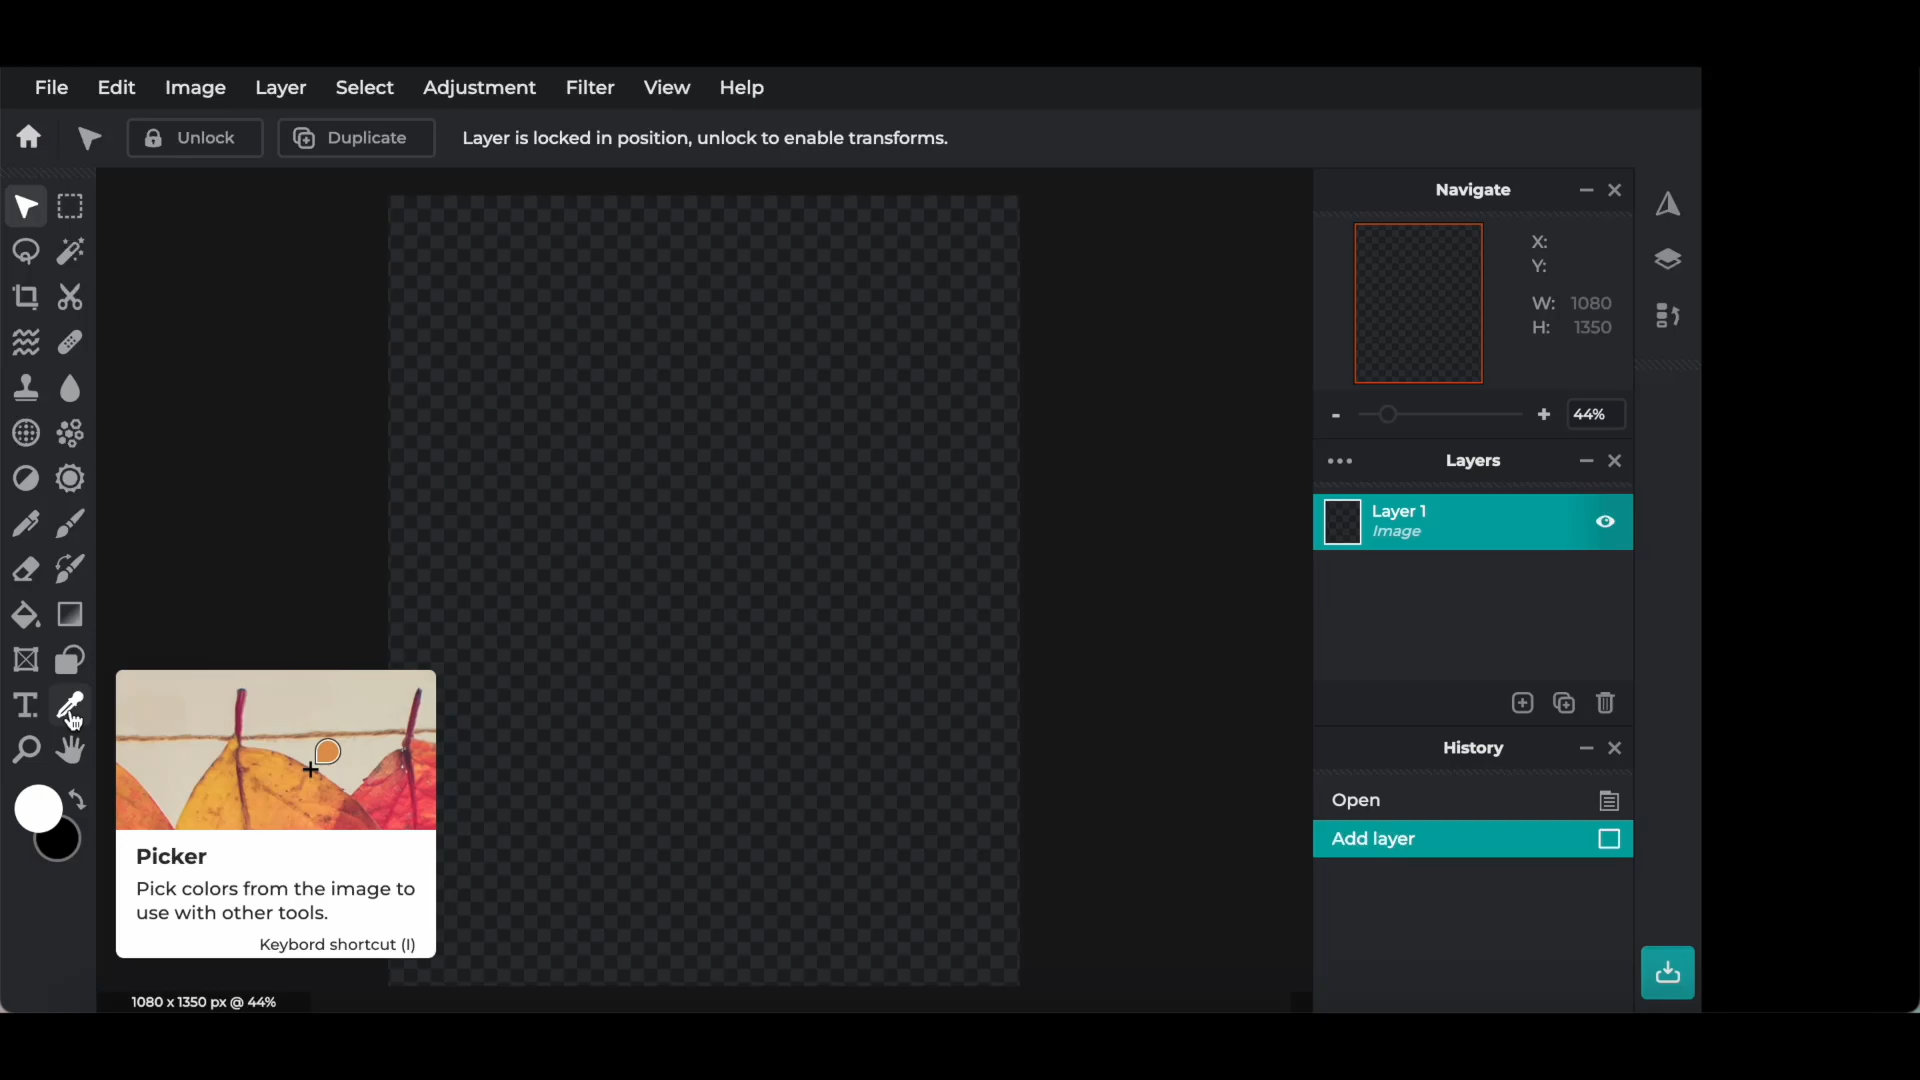 File Edit Image Layer Select Adjustment Filter View Help
Unlock Duplicate Layer is locked in position, unlock to enable transforms.
Navigate
X:
Y:
W: 1080
H: 1350
- + 44%
Layers
Layer 1
Image
T.
Picker
Pick colors from the image to
use with other tools.
Keybord shortcut (I)
History
Open
Add layer
1080 x 1350 px @ 44%